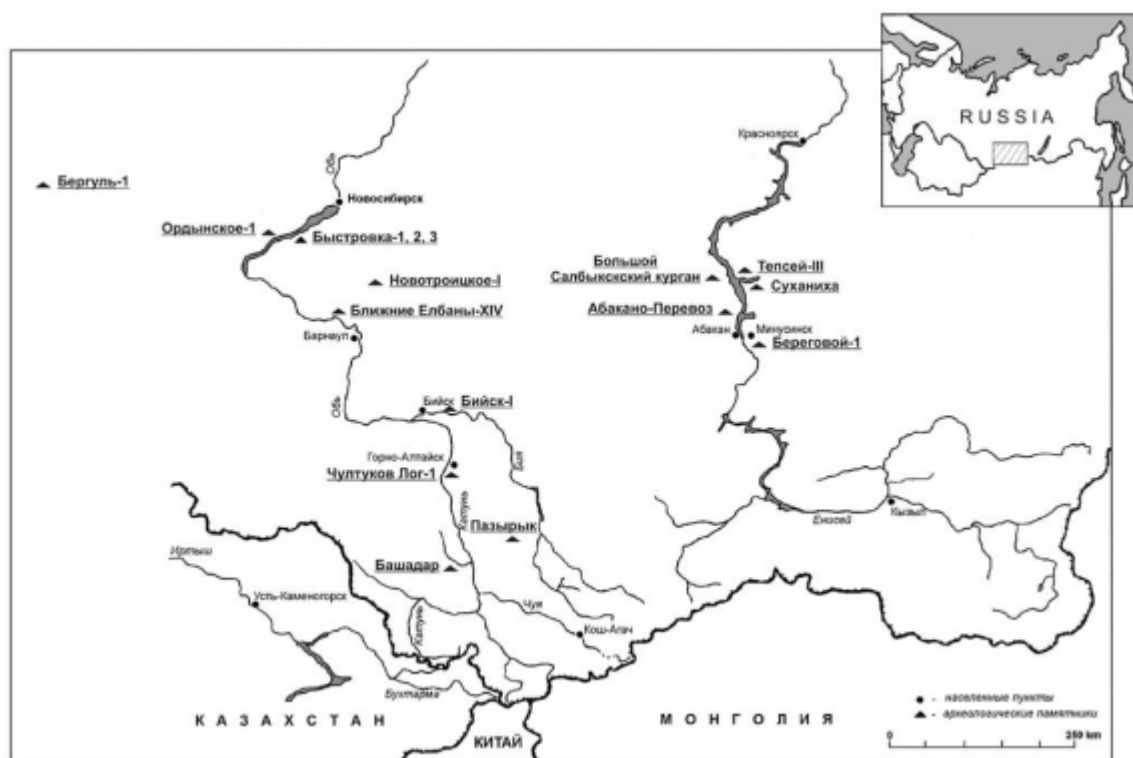 RUSSIA
Красноярск
Обь
Бергуль-1
Новосибирск
Ордынское-1
Быстровка-1, 2, 3
Большой
Салбыкскский курган
Тепсей-III
Новотроицкое-I
Суханиха
Ближние Елбаны-XIV
Абакано-Перевоз
Барнаул
Абакан
Минусинск
Береговой-1
Обь
Бийск
Бийск-I
Горно-Алтайск
Бия
Чултуков Лог-1
Катунь
Пазырык
Енисей
Кызыл
Иртыш
Башадар
Усть-Каменогорск
Чуя
Катунь
Кош-Агач
Бухтарма
КАЗАХСТАН
МОНГОЛИЯ
КИТАЙ
- населенные пункты
- археологические памятники
0 250 km